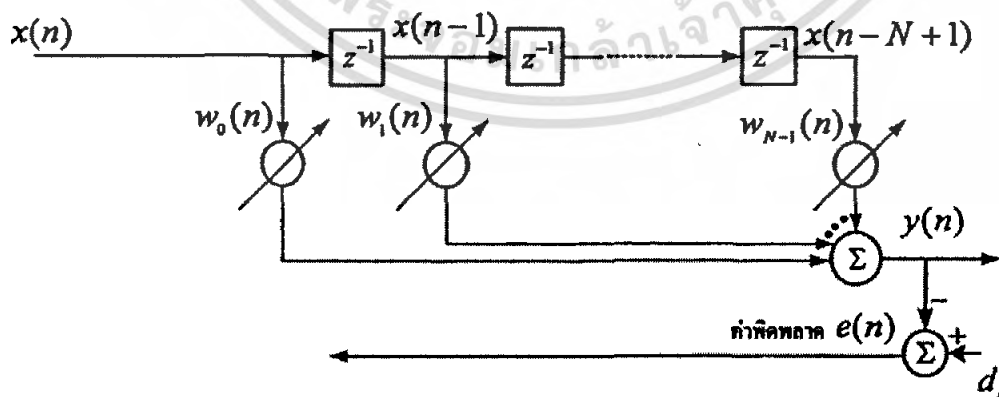 x(n)
x(n-1)
x(n-N+1)
z⁻¹
z⁻¹
z⁻¹
w₀(n)
w₁(n)
w_{N-1}(n)
Σ
y(n)
-
ค่าผิดพลาด e(n)
Σ
+
d